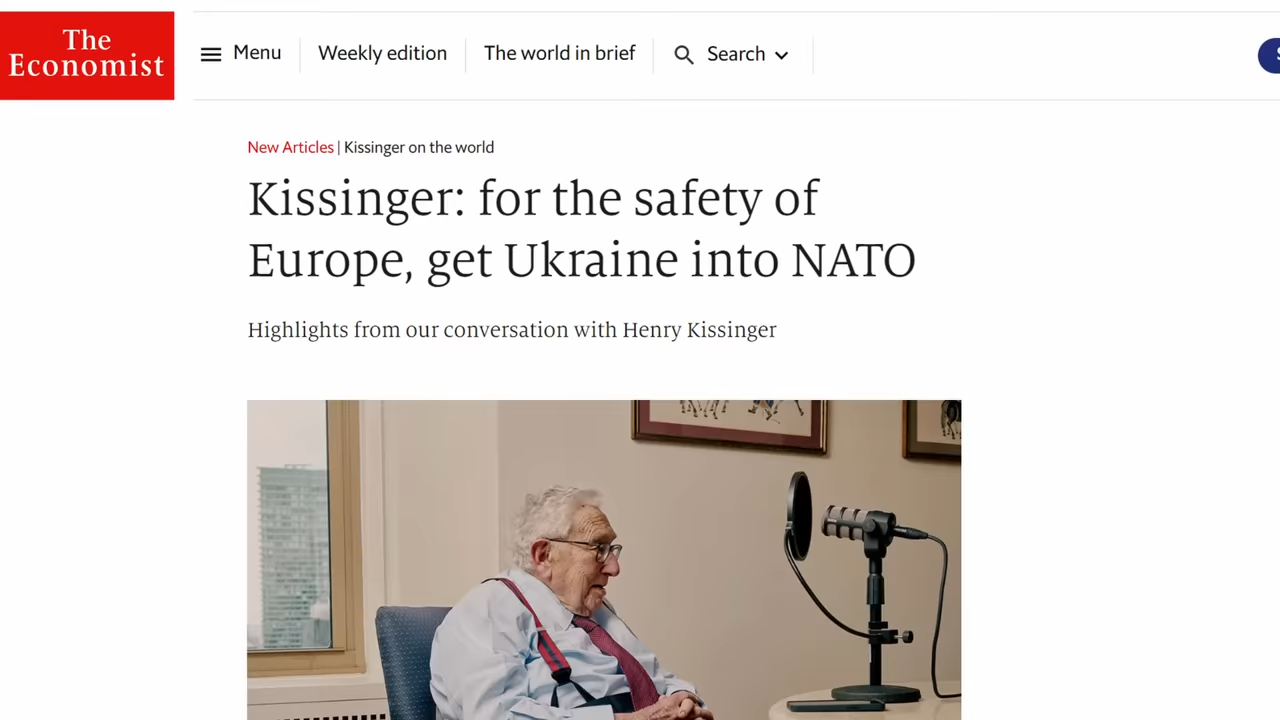 The
Economist
Menu
Weekly edition
The world in brief
Search
New Articles | Kissinger on the world
Kissinger: for the safety of
Europe, get Ukraine into NATO
Highlights from our conversation with Henry Kissinger